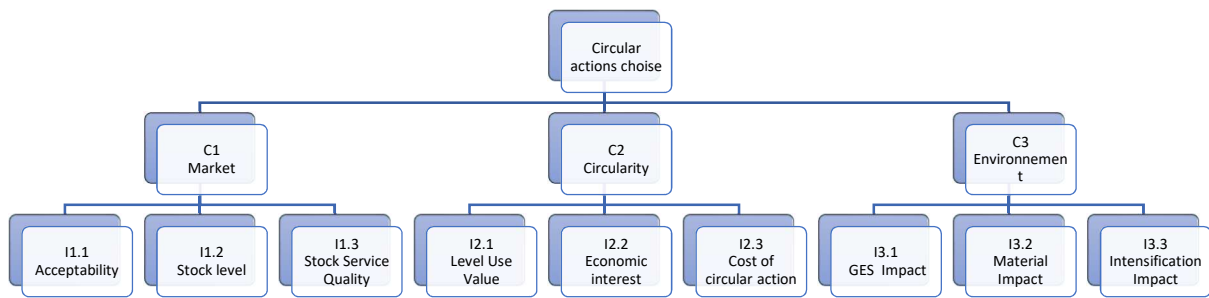 Circular
actions choise
C1
Market
C2
Circularity
C3
Environnemen
t
I1.1
Acceptability
I1.2
Stock level
I1.3
Stock Service
Quality
I2.1
Level Use
Value
I2.2
Economic
interest
I2.3
Cost of
circular action
I3.1
GES Impact
I3.2
Material
Impact
I3.3
Intensification
Impact